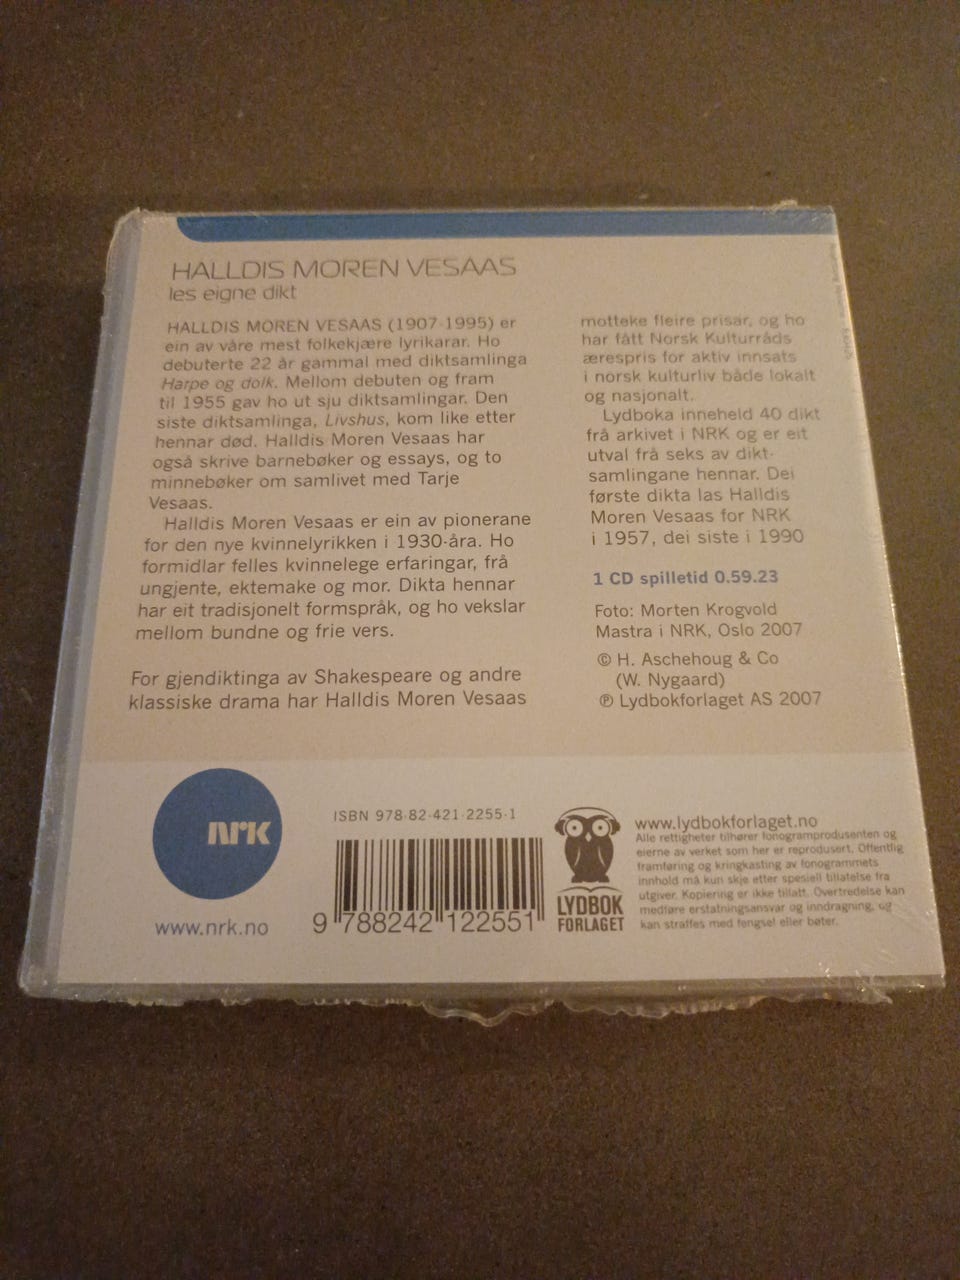 HALLDIS MOREN VESAAS
les eigne dikt
HALLDIS MOREN VESAAS (1907-1995) er
ein av våre mest folkekjære lyrikarar. Ho
debuterte 22 år gammal med diktsamlinga
Harpe og dolk. Mellom debuten og fram
til 1955 gav ho ut sju diktsamlingar. Den
siste diktsamlinga, Livshus, kom like etter
hennar død. Halldis Moren Vesaas har
også skrive barnebøker og essays, og to
minnebøker om samlivet med Tarje
Vesaas.
Halldis Moren Vesaas er ein av pionerane
for den nye kvinnelyrikken i 1930-åra. Ho
formidlar felles kvinnelege erfaringar, frå
ungjente, ektemake og mor. Dikta hennar
har eit tradisjonelt formspråk, og ho vekslar
mellom bundne og frie vers.
For gjendiktinga av Shakespeare og andre
klassiske drama har Halldis Moren Vesaas
motteke fleire prisar, og ho
har fått Norsk Kulturråds
ærespris for aktiv innsats
i norsk kulturliv både lokalt
og nasjonalt.
Lydboka inneheld 40 dikt
frå arkivet i NRK og er eit
utval frå seks av dikt-
samlingane hennar. Dei
første dikta las Halldis
Moren Vesaas for NRK
i 1957, dei siste i 1990
1 CD spilletid 0.59.23
Foto: Morten Krogvold
Mastra i NRK, Oslo 2007
© H. Aschehoug & Co
(W. Nygaard)
℗ Lydbokforlaget AS 2007
nrk
www.nrk.no
ISBN 978-82-421-2255-1
9 788242 122551
LYDBOK
FORLAGET
www.lydbokforlaget.no
Alle rettigheter tilhører fonogramprodusenten og
eierne av verket som her er reprodusert. Offentlig
framføring og kringkasting av fonogrammets
innhold må kun skje etter spesiell tillatelse fra
utgiver. Kopiering er ikke tillatt. Overtredelse kan
medføre erstatningsansvar og inndragning, og
kan straffes med fengsel eller bøter.